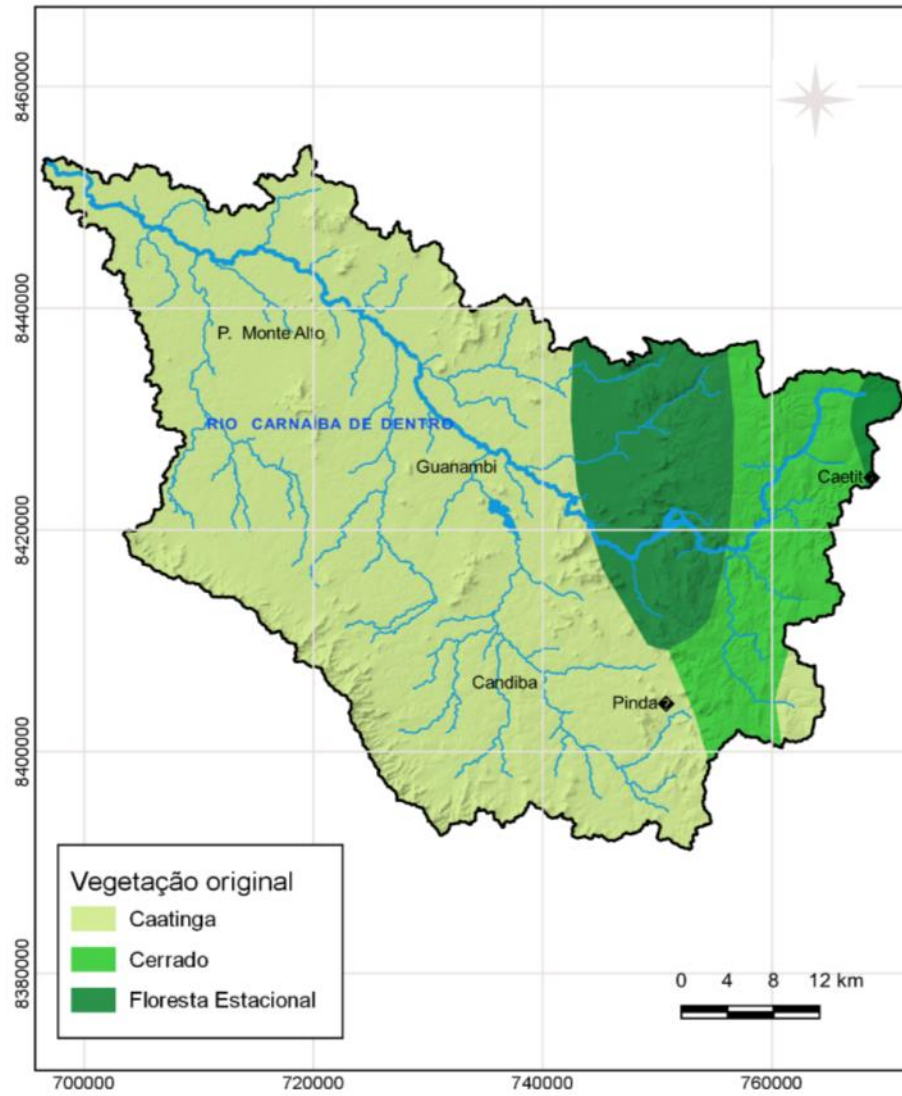 8460000
8440000
8420000
8400000
8380000
P. Monte Alto
RIO CARNAIBA DE DENTRO
Guanambi
Caetit�
Candiba
Pinda�
Vegetação original
Caatinga
Cerrado
Floresta Estacional
0 4 8 12 km
700000 720000 740000 760000